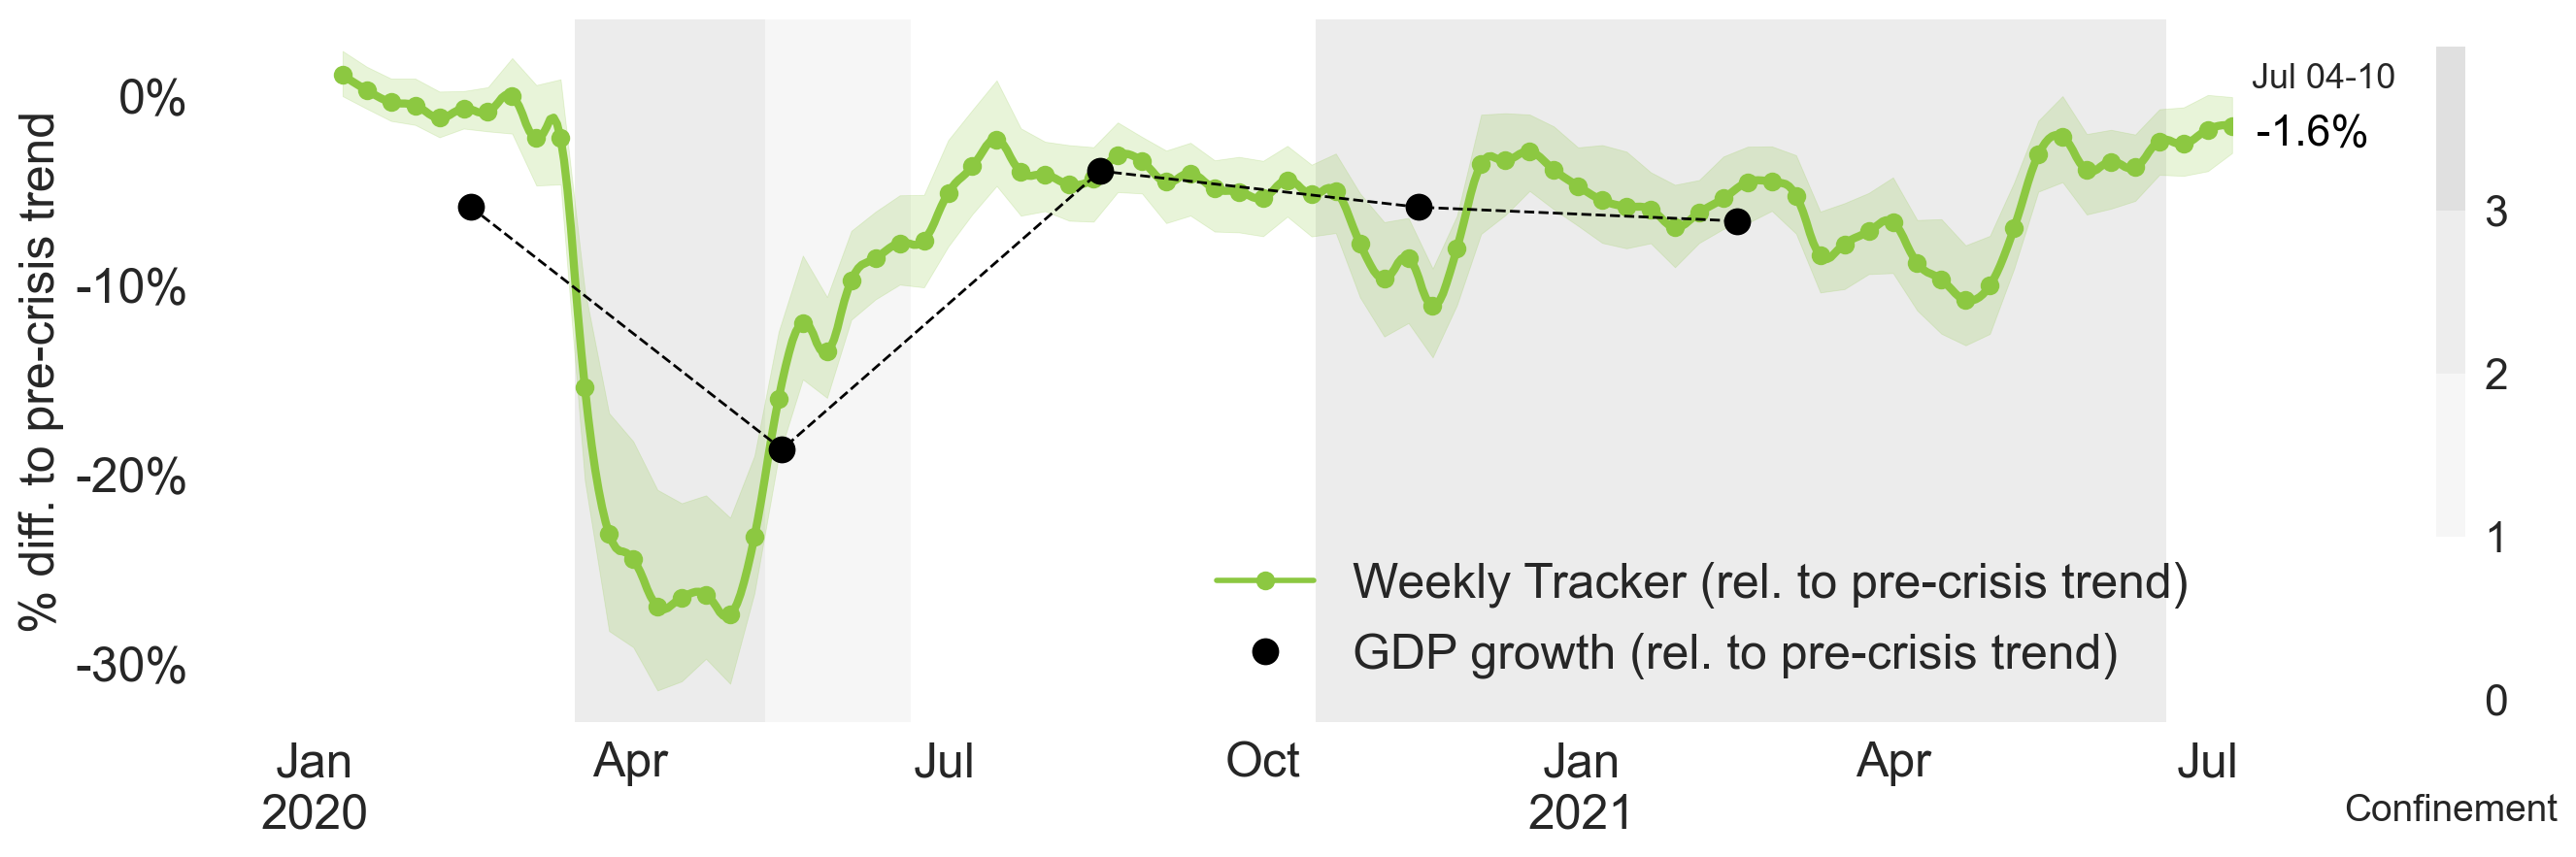 % diff. to pre-crisis trend
0%
-10%
-20%
-30%
Jul 04-10
-1.6%
3
2
1
0
Weekly Tracker (rel. to pre-crisis trend)
GDP growth (rel. to pre-crisis trend)
Jan Apr Jul Oct Jan Apr Jul
2020 2021
Confinement